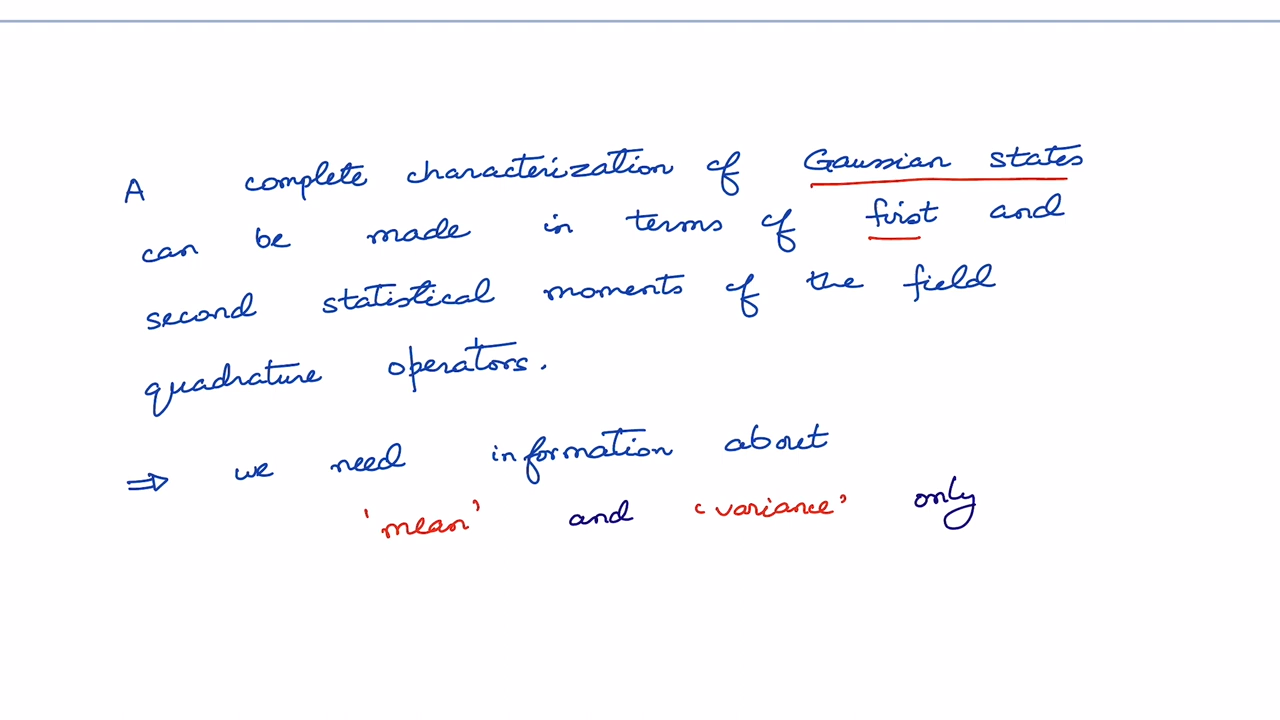 A complete characterization of Gaussian states
can be made in terms of first and
second statistical moments of the field
quadrature operators.
⇒ we need information about
'mean' and 'variance' only